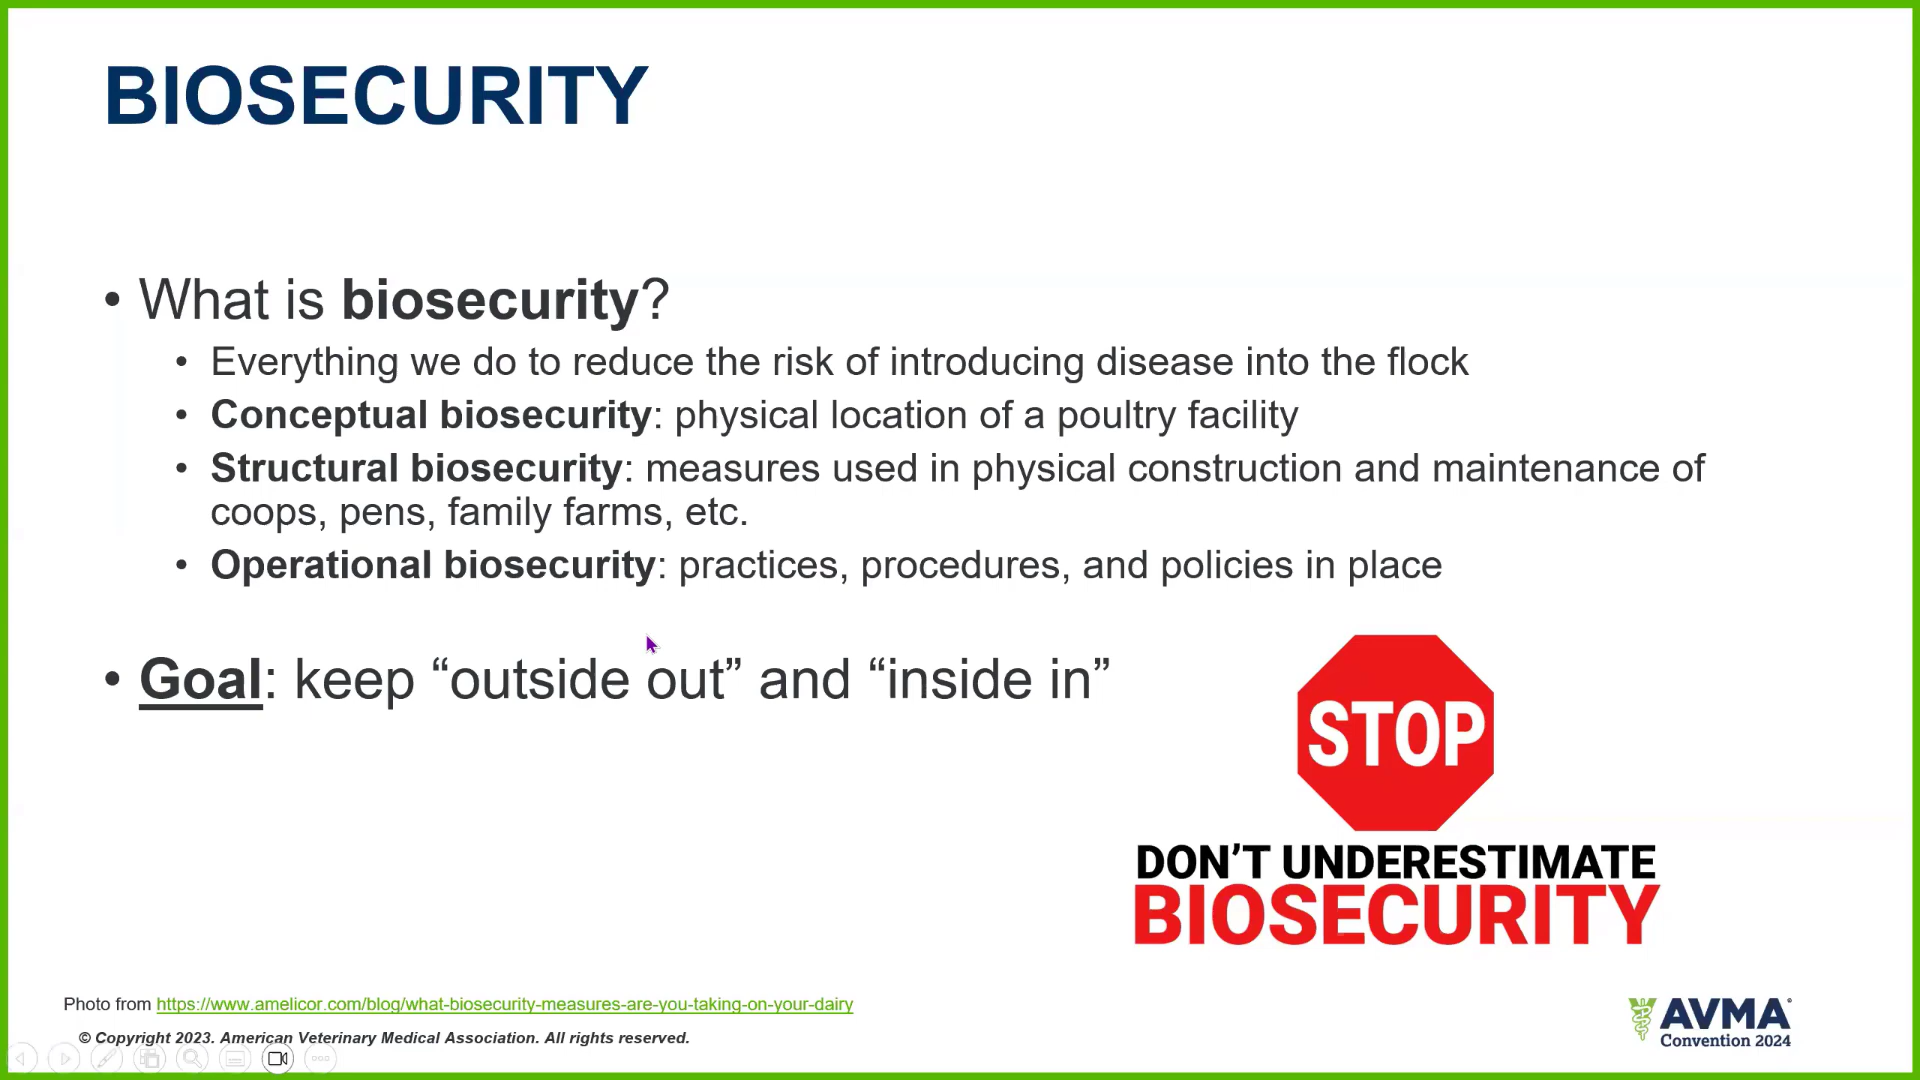 BIOSECURITY
• What is biosecurity?
• Everything we do to reduce the risk of introducing disease into the flock
• Conceptual biosecurity: physical location of a poultry facility
• Structural biosecurity: measures used in physical construction and maintenance of
coops, pens, family farms, etc.
• Operational biosecurity: practices, procedures, and policies in place
• Goal: keep “outside out” and “inside in”
STOP
DON’T UNDERESTIMATE
BIOSECURITY
Photo from https://www.amelicor.com/blog/what-biosecurity-measures-are-you-taking-on-your-dairy
© Copyright 2023. American Veterinary Medical Association. All rights reserved.
AVMA
Convention 2024